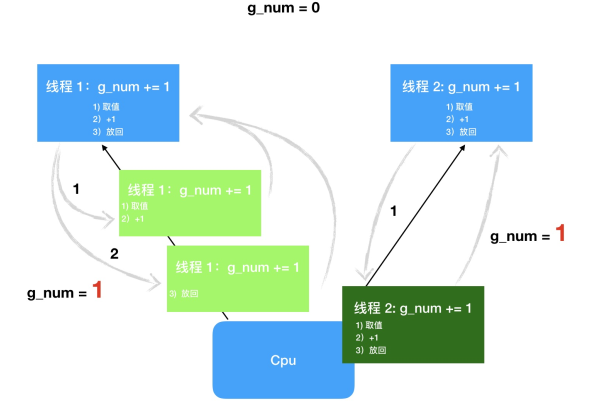 g_num = 0
线程 1：g_num += 1
1) 取值
2）+1
3）放回
线程 2: g_num += 1
1) 取值
2）+1
3）放回
1
线程 1：g_num += 1
1) 取值
2）+1
1
2
线程 1：g_num += 1
3）放回
g_num = 1
g_num = 1
线程 2: g_num += 1
1) 取值
2）+1
3）放回
Cpu